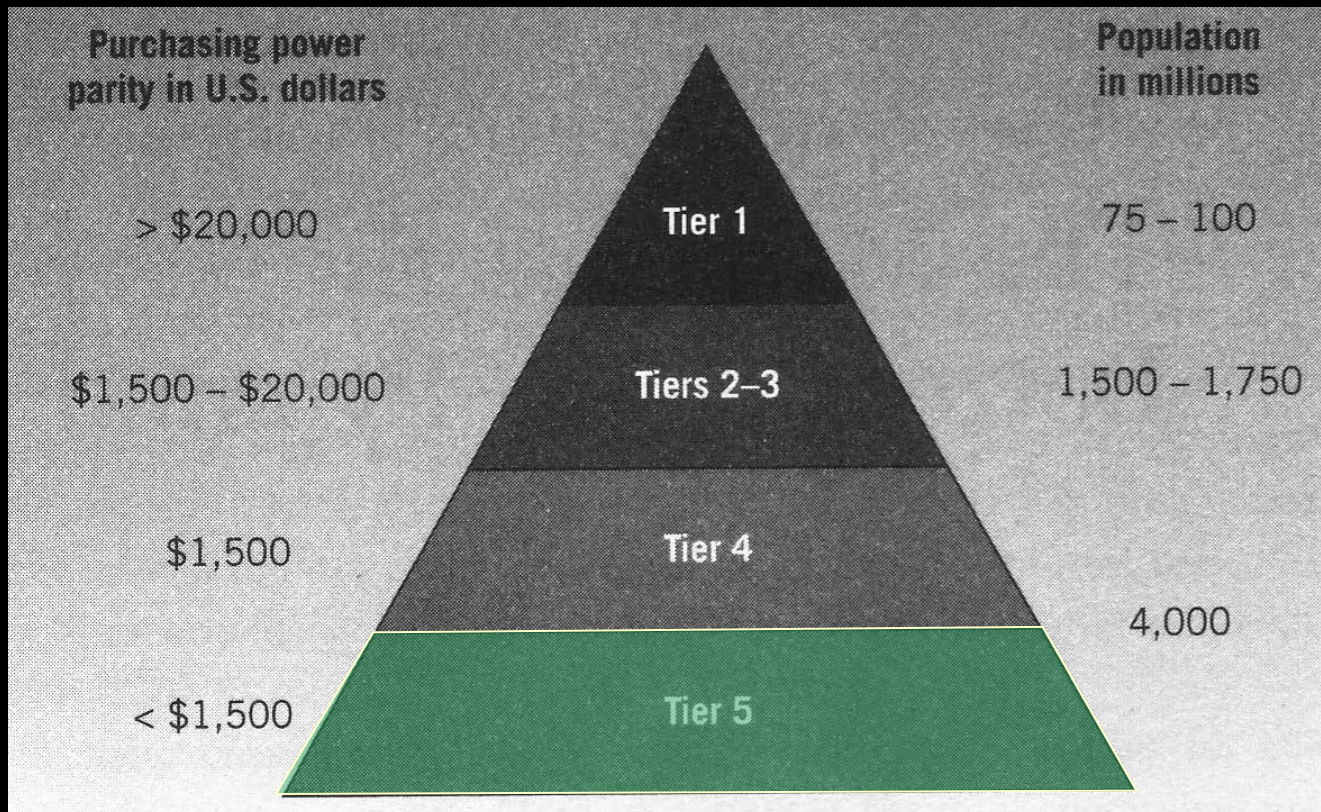 Purchasing power
parity in U.S. dollars
Population
in millions
> $20,000
Tier 1
75 – 100
$1,500 – $20,000
Tiers 2–3
1,500 – 1,750
$1,500
Tier 4
4,000
< $1,500
Tier 5